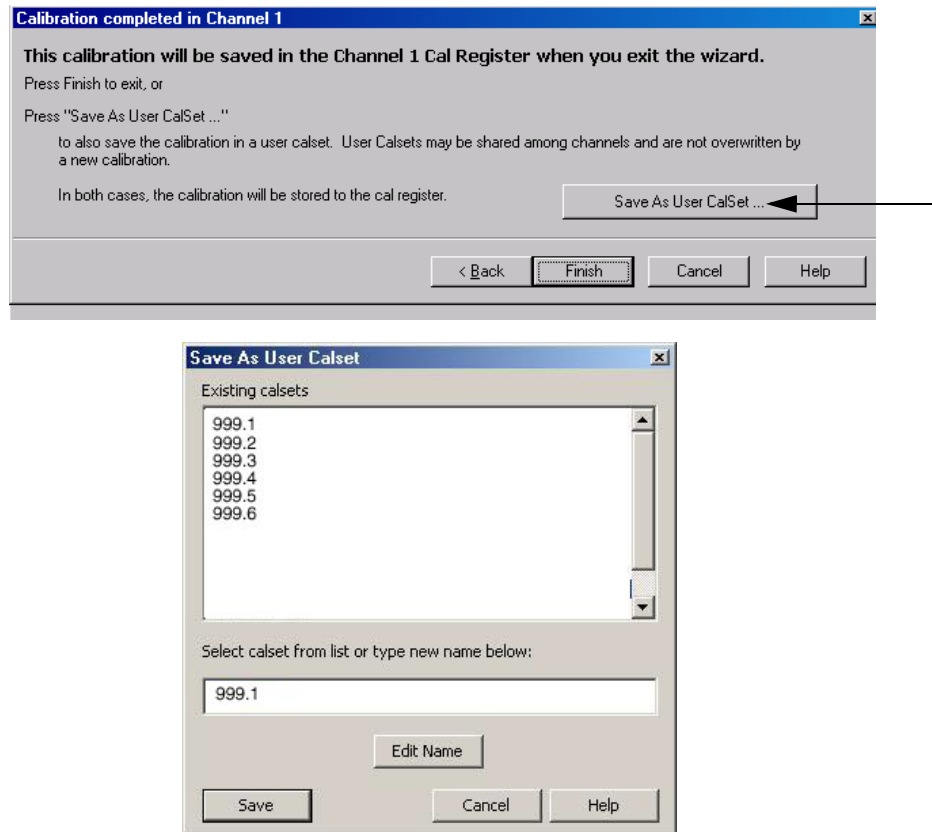 Calibration completed in Channel 1
This calibration will be saved in the Channel 1 Cal Register when you exit the wizard.
Press Finish to exit, or
Press "Save As User CalSet ..."
to also save the calibration in a user calset. User Calsets may be shared among channels and are not overwritten by
a new calibration.
In both cases, the calibration will be stored to the cal register.
Save As User CalSet ...
< Back
Finish
Cancel
Help
Save As User Calset
Existing calsets
999.1
999.2
999.3
999.4
999.5
999.6
Select calset from list or type new name below:
999.1
Edit Name
Save
Cancel
Help